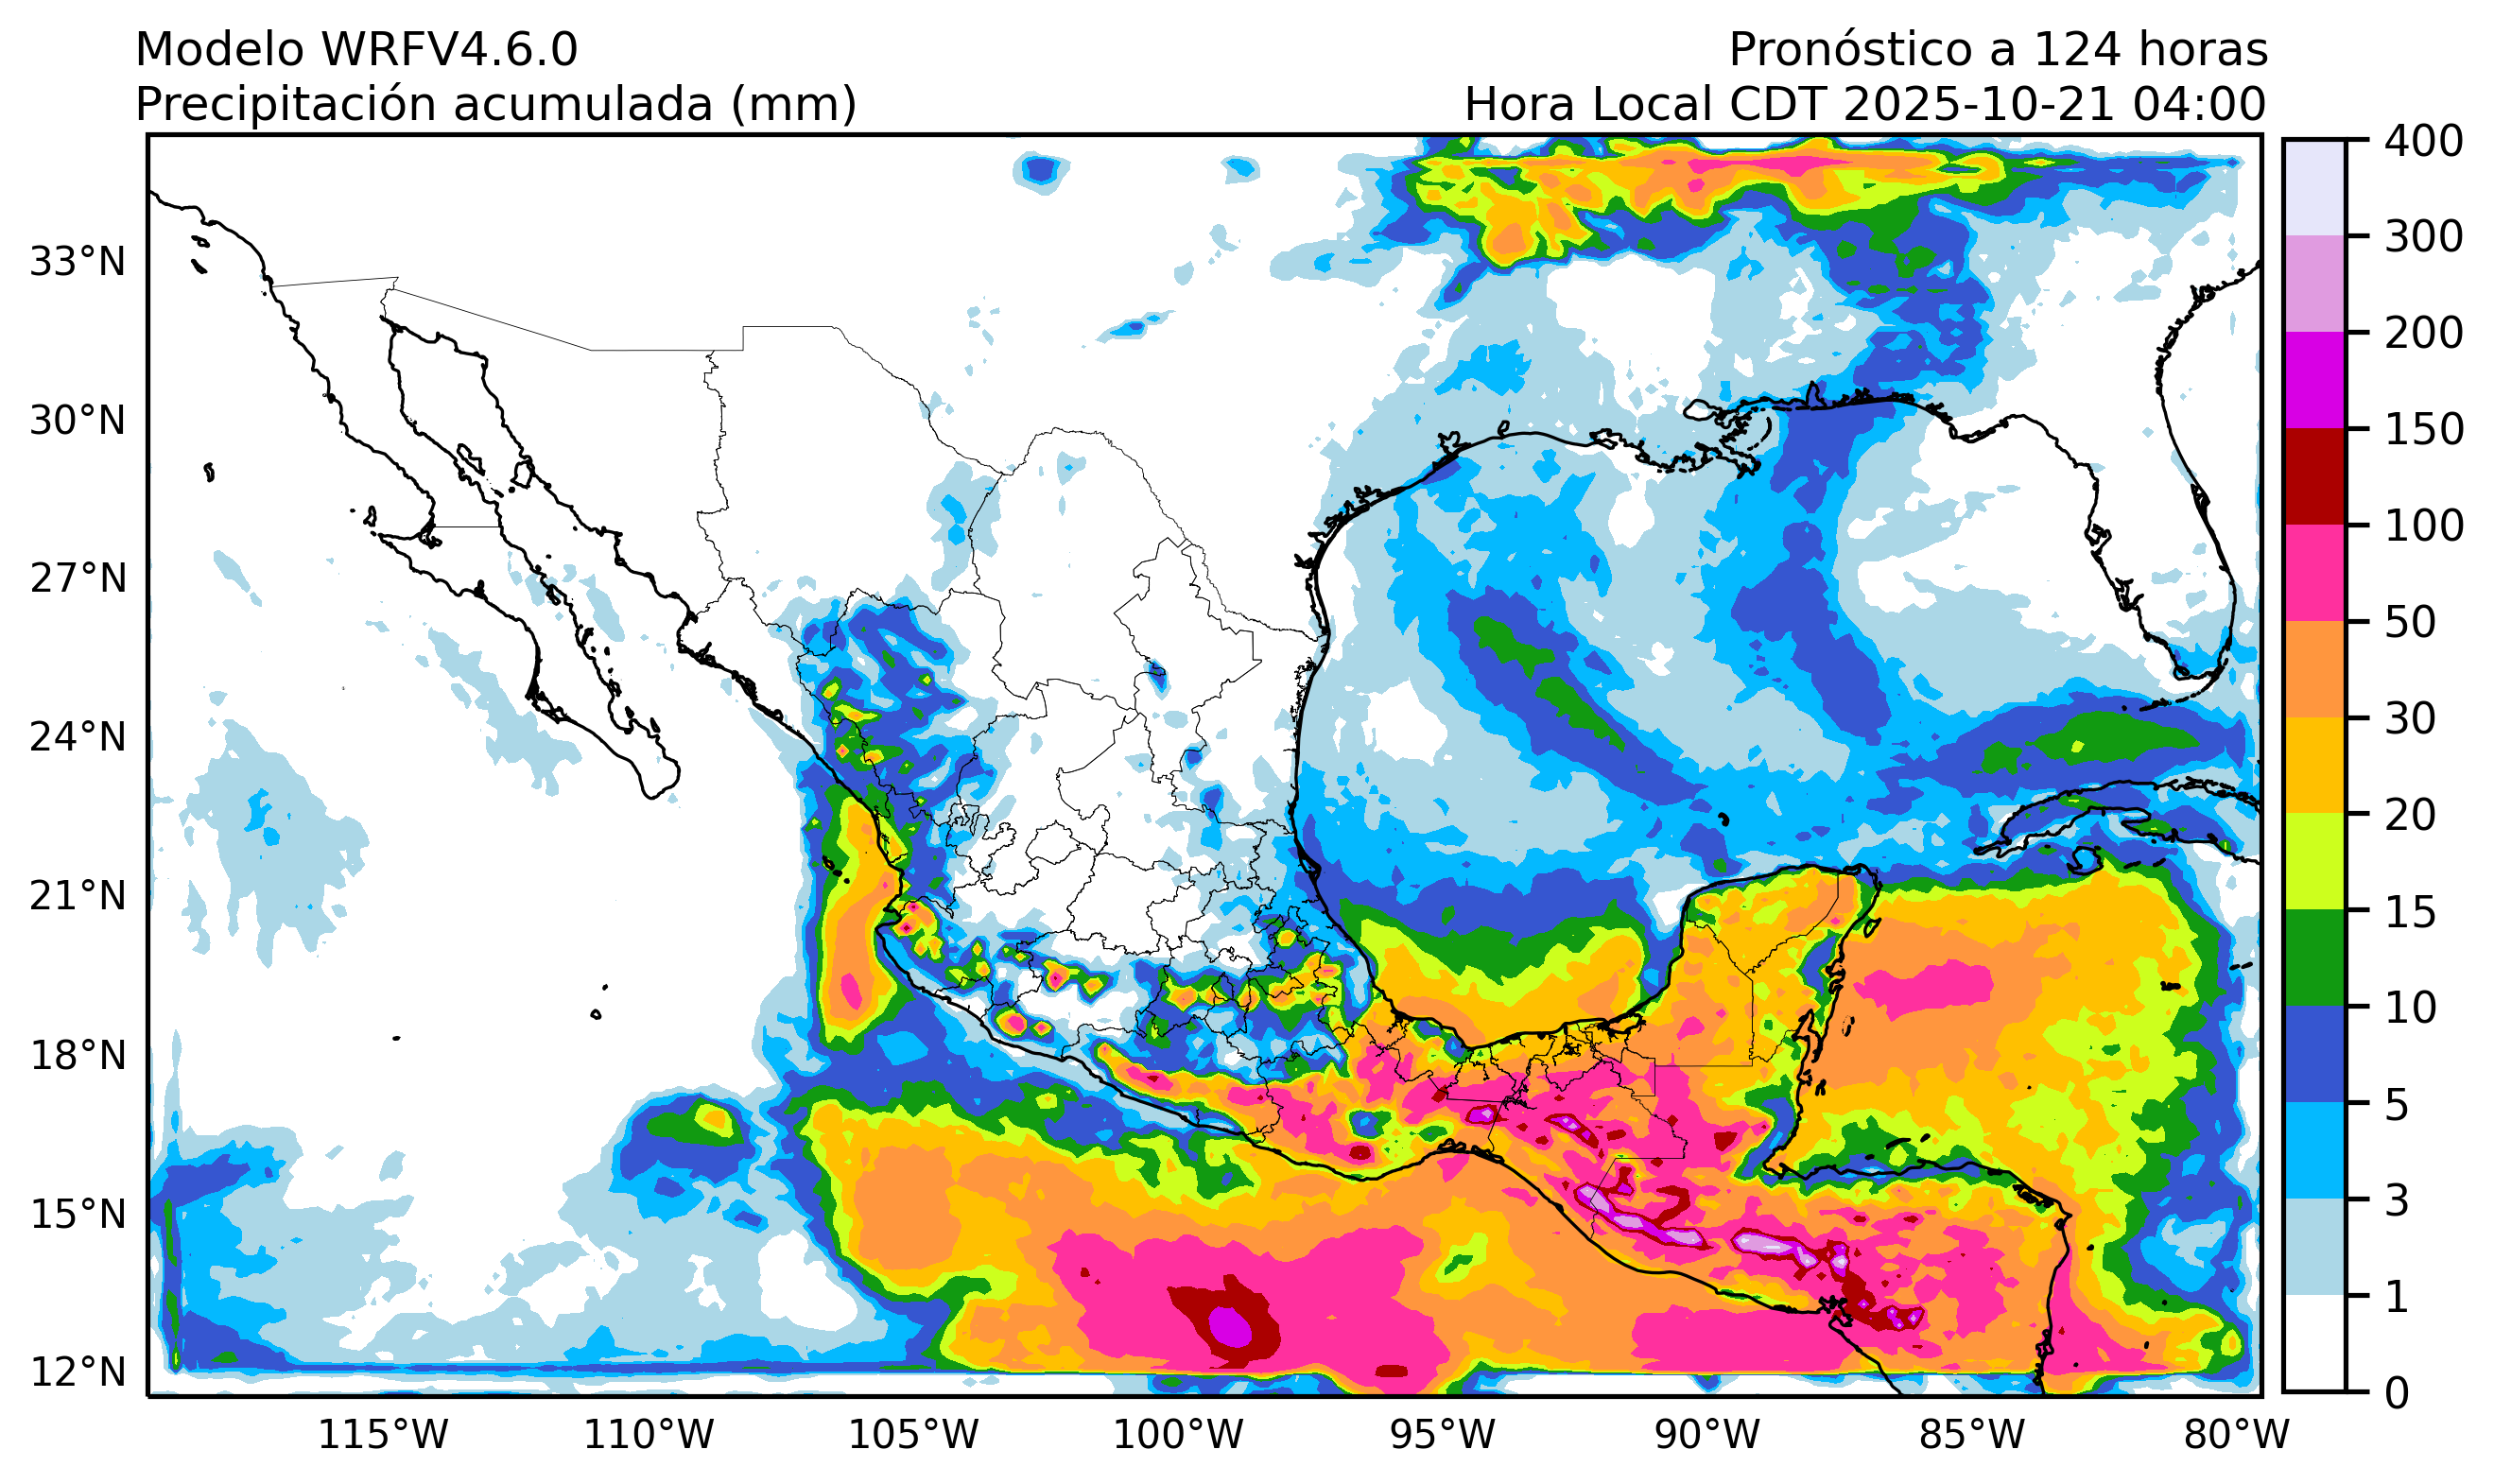 Modelo WRFV4.6.0
Pronóstico a 124 horas
Precipitación acumulada (mm)
Hora Local CDT 2025-10-21 04:00
33°N
30°N
27°N
24°N
21°N
18°N
15°N
12°N
115°W
110°W
105°W
100°W
95°W
90°W
85°W
80°W
400
300
200
150
100
50
30
20
15
10
5
3
1
0